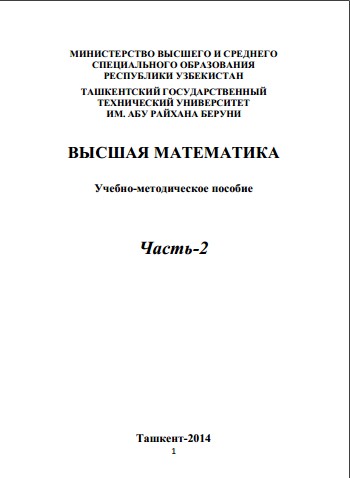 МИНИСТЕРСТВО ВЫСШЕГО И СРЕДНЕГО
СПЕЦИАЛЬНОГО ОБРАЗОВАНИЯ
РЕСПУБЛИКИ УЗБЕКИСТАН
ТАШКЕНТСКИЙ ГОСУДАРСТВЕННЫЙ
ТЕХНИЧЕСКИЙ УНИВЕРСИТЕТ
ИМ. АБУ РАЙХАНА БЕРУНИ
ВЫСШАЯ МАТЕМАТИКА
Учебно-методическое пособие
Часть-2
Ташкент-2014
1